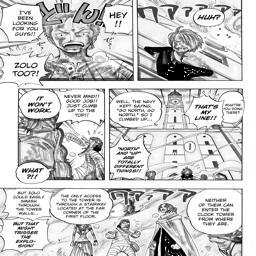 HUH?
HEY!!
I'VE BEEN
LOOKING
FOR YOU
GUYS!!
ZOLO
TOO?!
WHAT'RE
YOU DOING
THERE?
THAT'S
MY LINE!!
WELL, THE NAVY
KEPT SAYING,
"GO NORTH, GO
NORTH," SO I
CLIMBED UP...
"NORTH"
AND "UP"
ARE
TOTALLY
DIFFERENT
THINGS!!
NEVER MIND!!
GOOD JOB!!
JUST CLIMB
UP TO
THE TOP!!
IT
WON'T
WORK.
WHAT
?!
NEITHER
OF THEM
CAN ENTER
THE CLOCK
TOWER FROM
WHERE THEY
ARE.
THE ONLY ACCESS
TO THE TOWER IS
THROUGH A STAIRWAY
LOCATED AT THE FAR
CORNER OF THE
FIRST FLOOR.
BUT ZOLO
COULD EASILY
SMASH
THROUGH
THE TOWER
WALLS...
BUT THAT
MIGHT
TRIGGER
THE
EXPLO-
SION!!